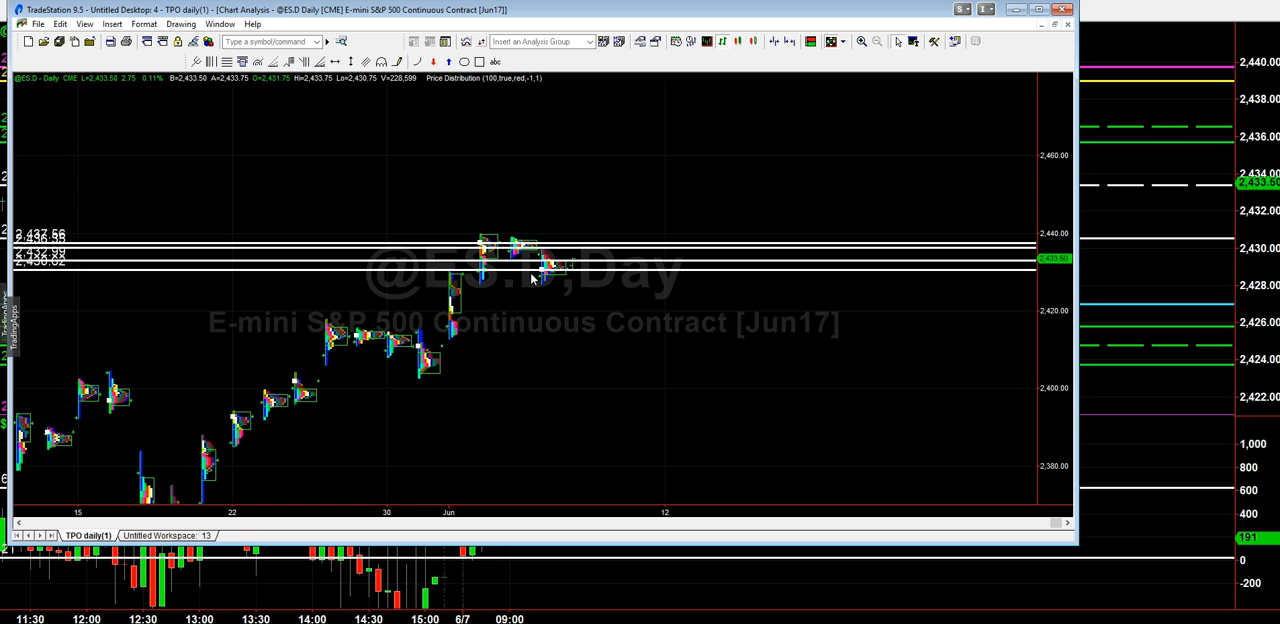 TradeStation 9.5 - Untitled Desktop: 4 - TPO daily(1) - [Chart Analysis - @ES.D Daily [CME] E-mini S&P 500 Continuous Contract [Jun17]]
S I
File Edit View Insert Format Drawing Window Help
Type a symbol/command Insert an Analysis Group
abc
@ES.D - Daily CME L=2,433.50 2.75 0.11% B=2,433.50 A=2,433.75 O=2,431.75 Hi=2,433.75 Lo=2,430.75 V=228,599 Price Distribution (100,true,red,-1,1)
2,440.00
2,438.00
2,436.00
2,434.00
2,433.50
2,432.00
2,430.00
2,428.00
2,426.00
2,424.00
2,422.00
2,460.00
2,440.00
2,433.50
2,420.00
2,400.00
2,380.00
2,437.56
@ES.D,Day
E-mini S&P 500 Continuous Contract [Jun17]
TradingApps
1,000
800
600
400
191
0
-200
15 22 30 Jun 12
TPO daily(1) Untitled Workspace: 13
11:30 12:00 12:30 13:00 13:30 14:00 14:30 15:00 6/7 09:00